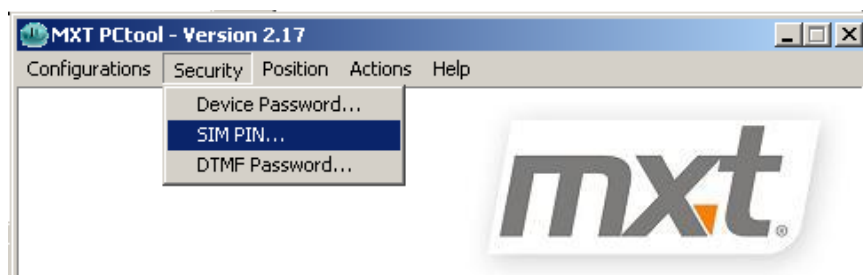 MXT PCtool - Version 2.17
Configurations Security Position Actions Help
Device Password...
SIM PIN...
DTMF Password...
mxt®